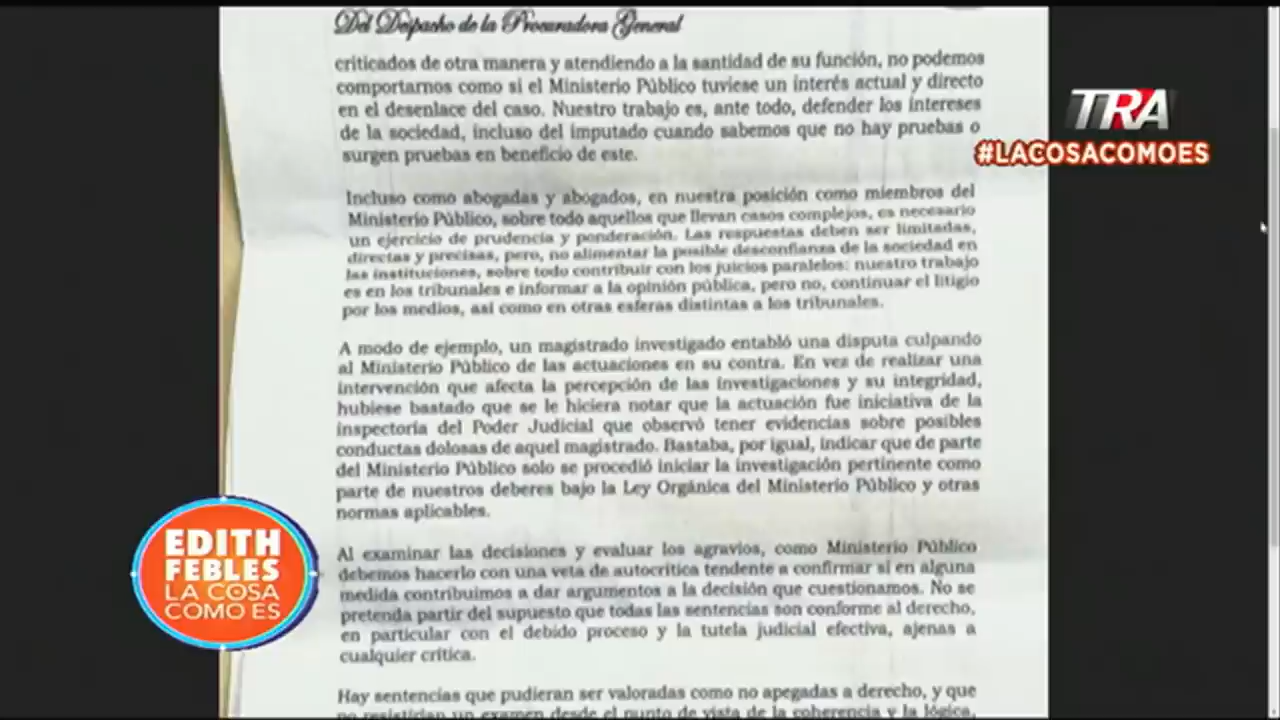 Del Despacho de la Procuradora General
criticados de otra manera y atendiendo a la santidad de su función, no podemos
comportarnos como si el Ministerio Público tuviese un interés actual y directo
en el desenlace del caso. Nuestro trabajo es, ante todo, defender los intereses
de la sociedad, incluso del imputado cuando sabemos que no hay pruebas o
surgen pruebas en beneficio de este.
Incluso como abogadas y abogados, en nuestra posición como miembros del
Ministerio Público, sobre todo aquellos que llevan casos complejos, es necesario
un ejercicio de prudencia y ponderación. Las respuestas deben ser limitadas,
directas y precisas, pero, no alimentar la posible desconfianza de la sociedad en
las instituciones, sobre todo contribuir con los juicios paralelos: nuestro trabajo
es en los tribunales e informar a la opinión pública, pero no, continuar el litigio
por los medios, así como en otras esferas distintas a los tribunales.
A modo de ejemplo, un magistrado investigado entabló una disputa culpando
al Ministerio Público de las actuaciones en su contra. En vez de realizar una
intervención que afecta la percepción de las investigaciones y su integridad,
hubiese bastado que se le hiciera notar que la actuación fue iniciativa de la
inspectoría del Poder Judicial que observó tener evidencias sobre posibles
conductas dolosas de aquel magistrado. Bastaba, por igual, indicar que de parte
del Ministerio Público solo se procedió iniciar la investigación pertinente como
parte de nuestros deberes bajo la Ley Orgánica del Ministerio Público y otras
normas aplicables.
Al examinar las decisiones y evaluar los agravios, como Ministerio Público
debemos hacerlo con una veta de autocrítica tendente a confirmar si en alguna
medida contribuimos a dar argumentos a la decisión que cuestionamos. No se
pretenda partir del supuesto que todas las sentencias son conforme al derecho,
en particular con el debido proceso y la tutela judicial efectiva, ajenas a
cualquier crítica.
Hay sentencias que pudieran ser valoradas como no apegadas a derecho, y que
no resistirían un examen desde el punto de vista de la coherencia y la lógica,
TRA
#LACOSACOMOES
EDITH
FEBLES
LA COSA
COMO ES